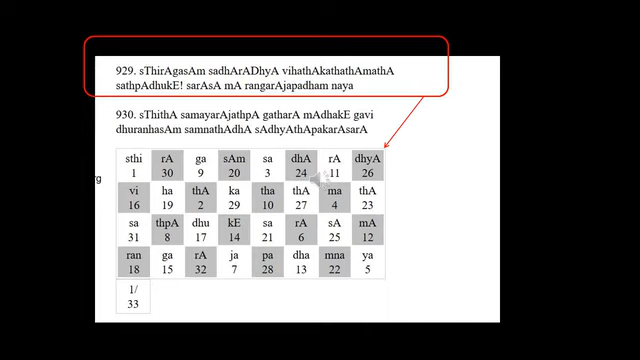 929. sThirAgasAm sadhArADhyA vihathAkathathAmathA
sathpAdhukE! sarAsA mA rangarAjapadham naya
930. sThithA samayarAjathpA gatharA mAdhakE gavi
dhuranhasAm samnathAdhA sAdhyAthApakarAsarA
rg
sthi rA ga sAm sa dhA rA dhyA
1 30 9 20 3 24 11 26
vi ha thA ka tha thA ma thA
16 19 2 29 10 27 4 23
sa thpA dhu kE sa rA sA mA
31 8 17 14 21 6 25 12
ran ga rA ja pa dha mna ya
18 15 32 7 28 13 22 5
1/
33